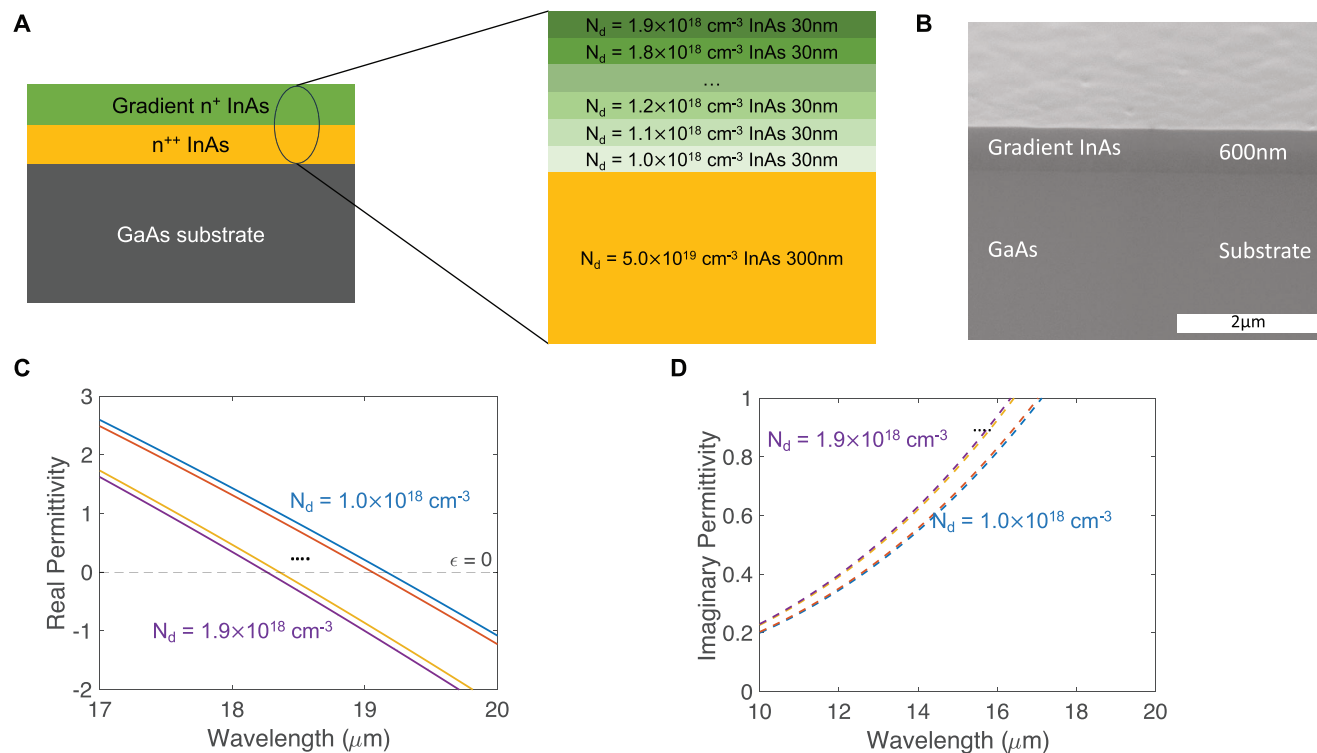 A
Gradient n⁺ InAs
n⁺⁺ InAs
GaAs substrate
N_d = 1.9×10¹⁸ cm⁻³ InAs 30nm
N_d = 1.8×10¹⁸ cm⁻³ InAs 30nm
...
N_d = 1.2×10¹⁸ cm⁻³ InAs 30nm
N_d = 1.1×10¹⁸ cm⁻³ InAs 30nm
N_d = 1.0×10¹⁸ cm⁻³ InAs 30nm
N_d = 5.0×10¹⁹ cm⁻³ InAs 300nm
B
Gradient InAs 600nm
GaAs Substrate
2μm
C
3
2
1
0
-1
-2
17 18 19 20
Real Permittivity
Wavelength (μm)
N_d = 1.0×10¹⁸ cm⁻³
....
ϵ = 0
N_d = 1.9×10¹⁸ cm⁻³
D
1
0.8
0.6
0.4
0.2
0
10 12 14 16 18 20
Imaginary Permittivity
Wavelength (μm)
....
N_d = 1.9×10¹⁸ cm⁻³
N_d = 1.0×10¹⁸ cm⁻³